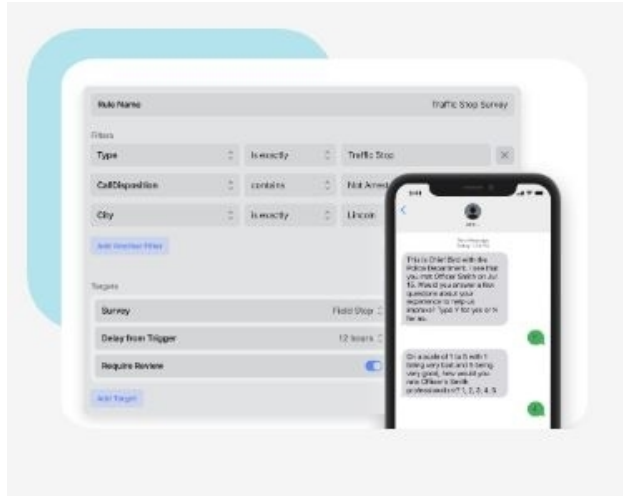 Rule Name Traffic Stop Survey
Filters
Type Is exactly Traffic Stop
CallDisposition contains Not Arrest
City Is exactly Lincoln
Add Another Filter
Targets
Survey Field Stop
Delay from Trigger 12 hours
Require Review
Add Target
9:41
This is Chief Bird with the
Police Department. I see that
you met Officer Smith on Jul
15. Would you answer a few
questions about your
experience to help us
improve? Type Y for yes or N
for no.
On a scale of 1 to 5 with 1
being very bad and 5 being
very good, how would you
rate Officer's Smith
professionalism? 1, 2, 3, 4, 5